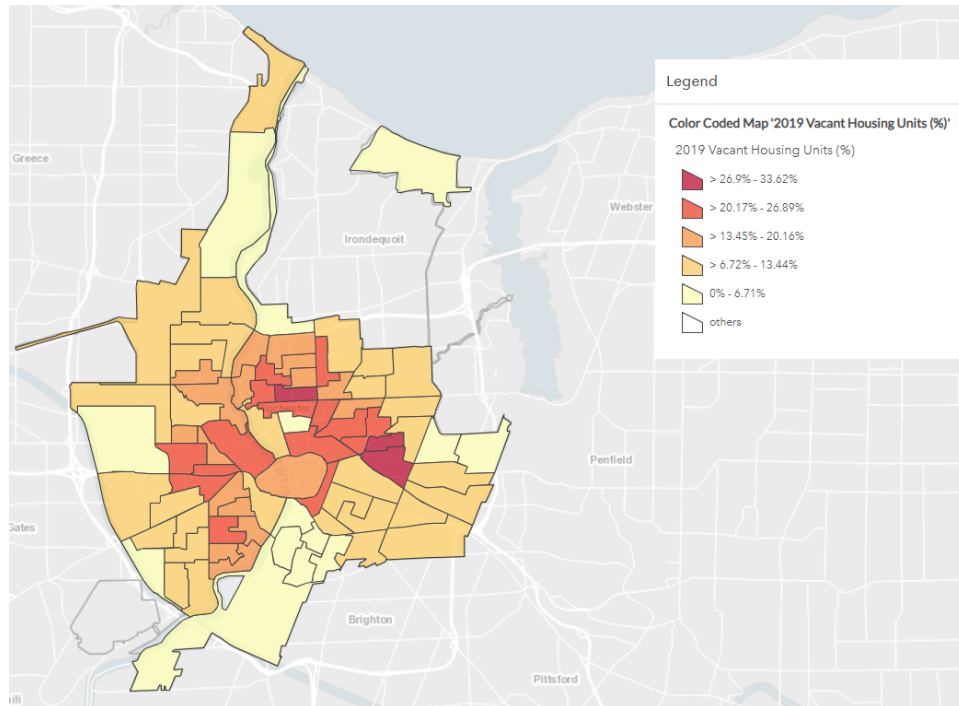 Legend
Color Coded Map '2019 Vacant Housing Units (%)'
2019 Vacant Housing Units (%)
> 26.9% - 33.62%
> 20.17% - 26.89%
> 13.45% - 20.16%
> 6.72% - 13.44%
0% - 6.71%
others
Greece
Webster
Irondequoit
Penfield
Gates
Brighton
Pittsford